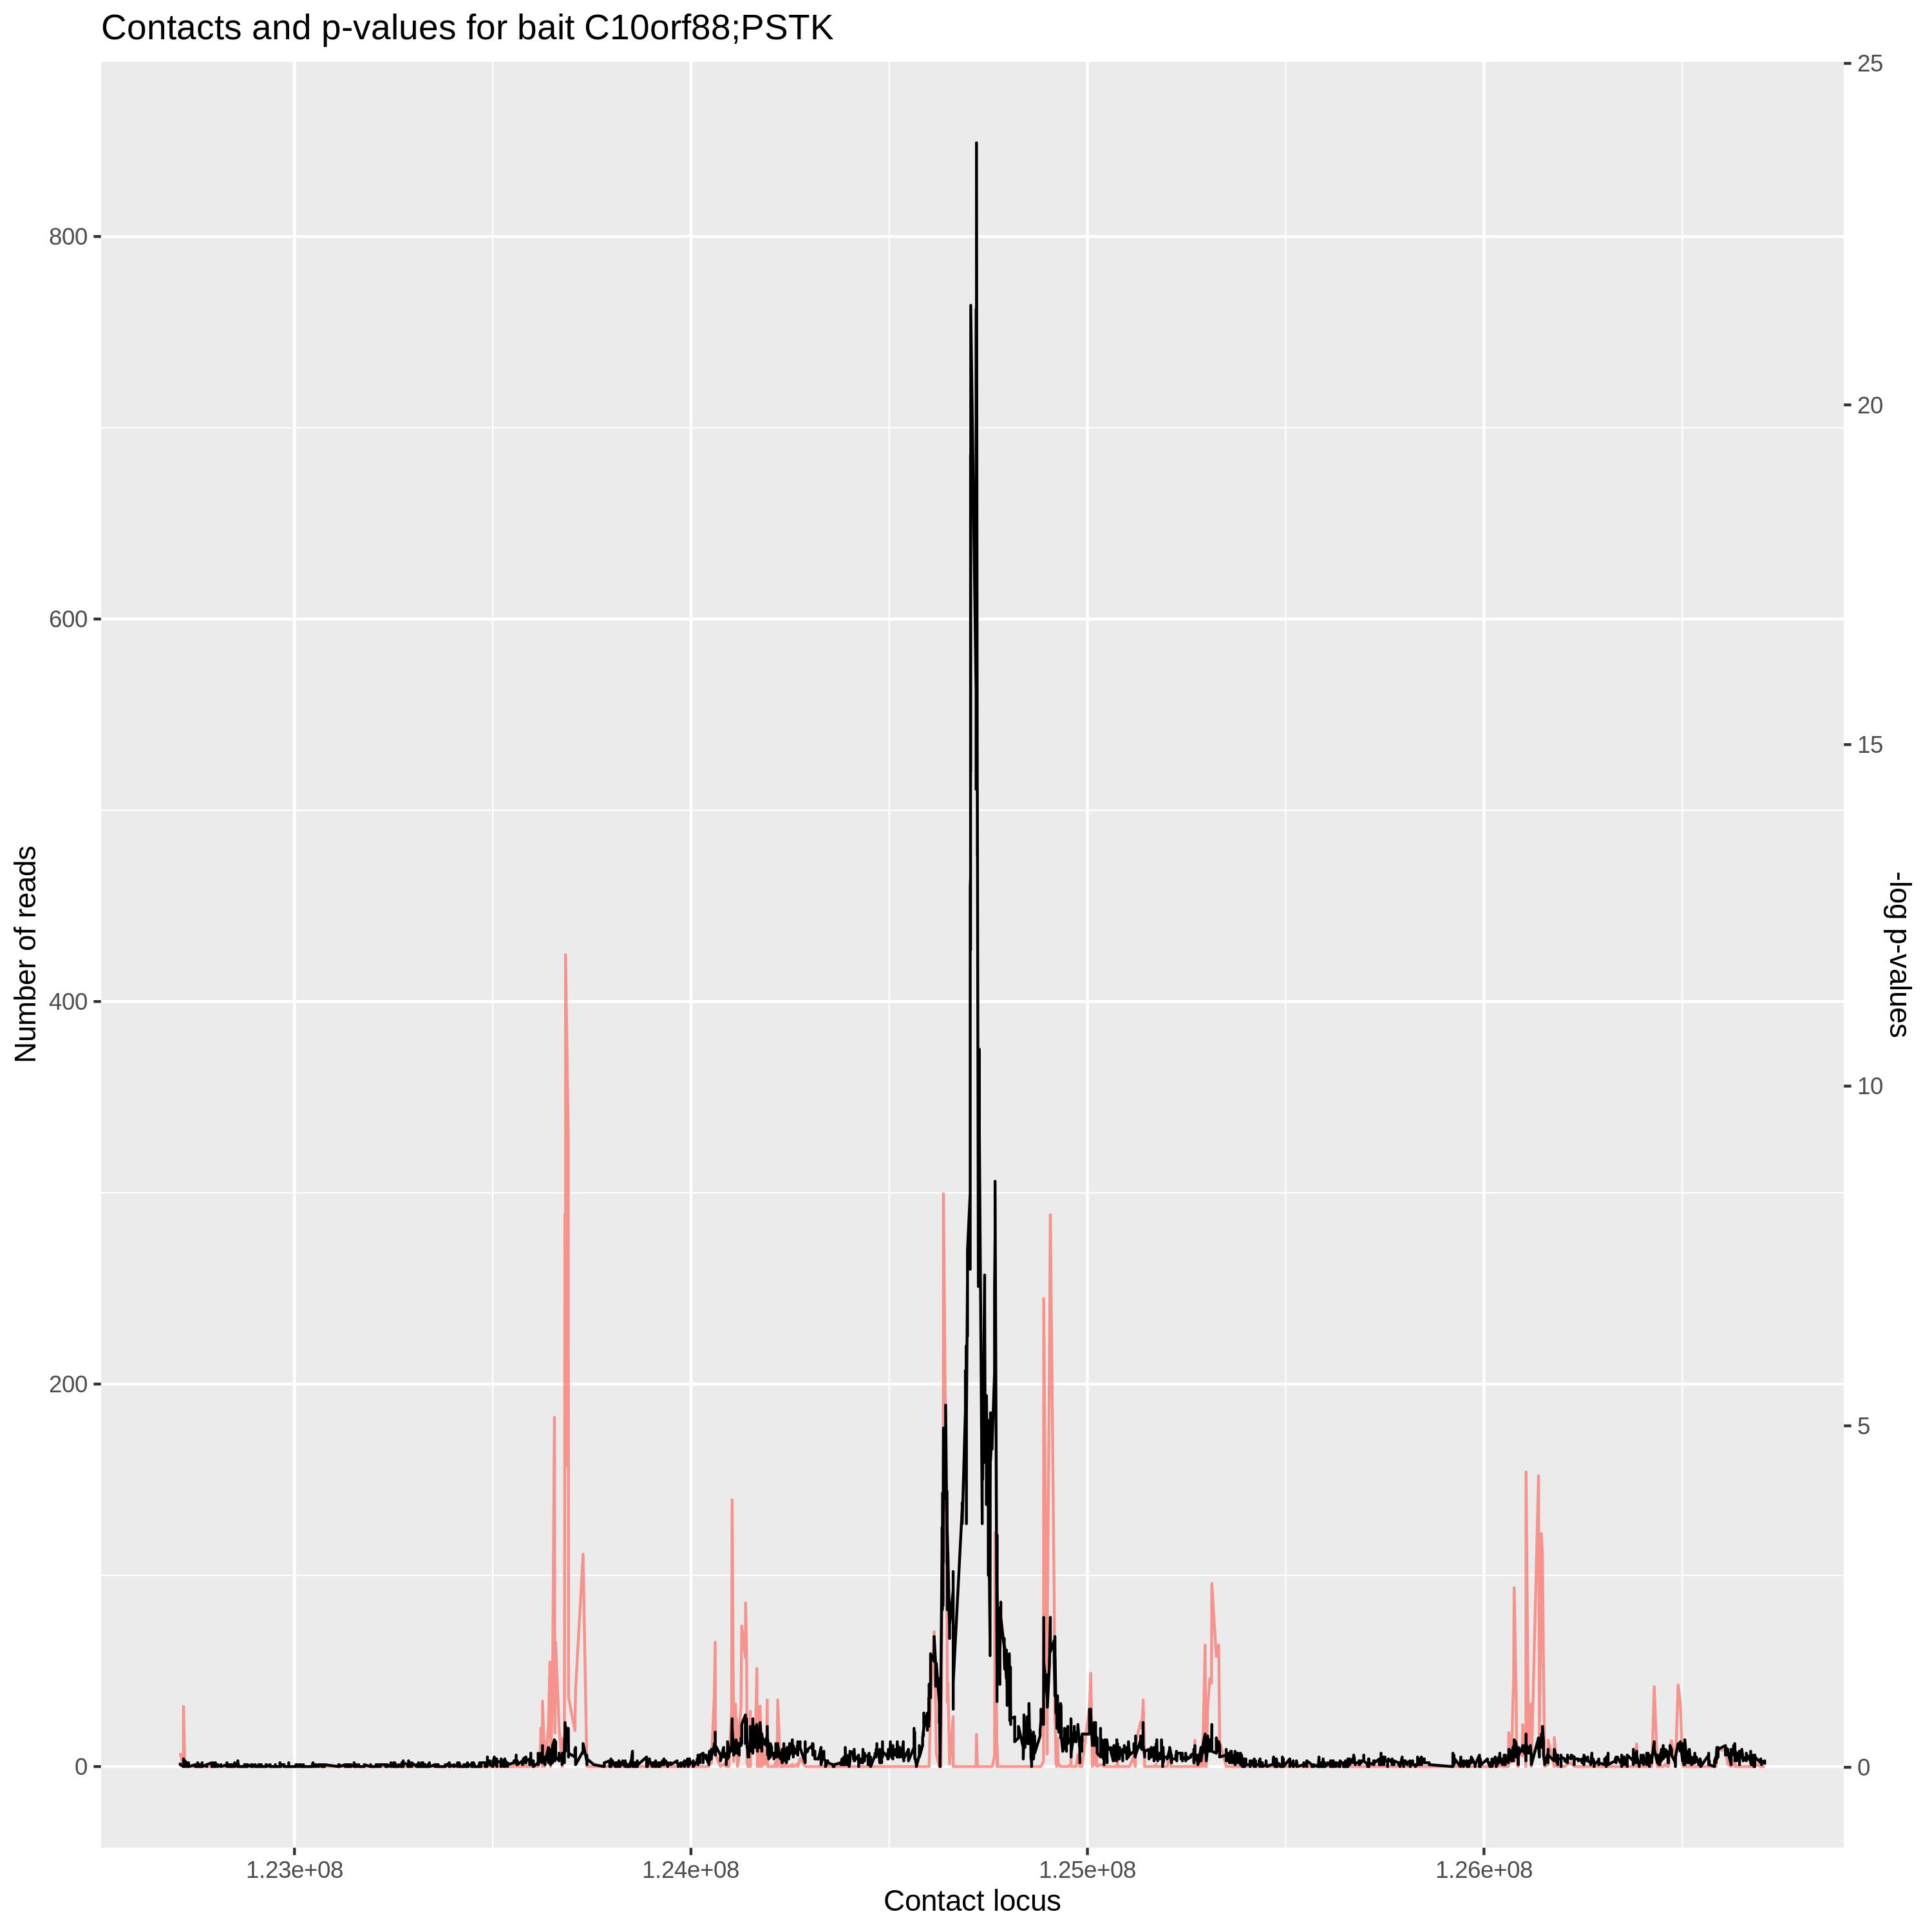 Contacts and p-values for bait C10orf88;PSTK
25
800
20
600
15
Number of reads
-log p-values
400
10
200
5
0
0
1.23e+08
1.24e+08
1.25e+08
1.26e+08
Contact locus